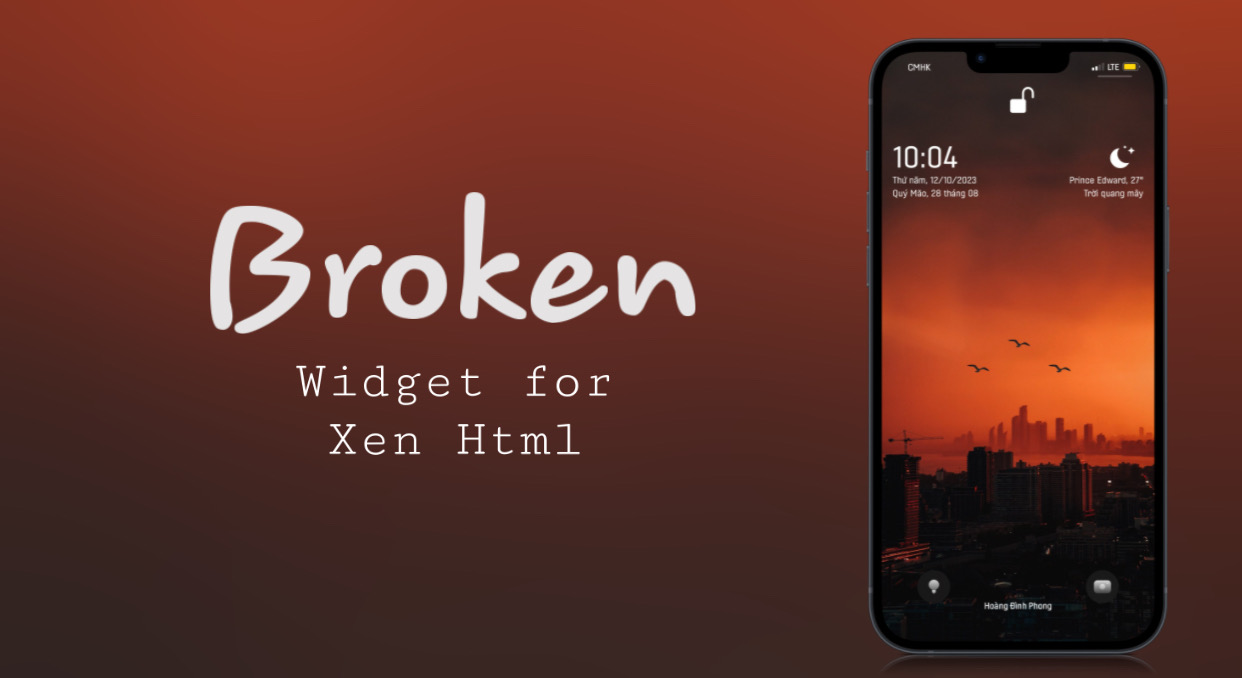 Broken
Widget for
Xen Html
CMHK
LTE
10:04
Thứ năm, 12/10/2023
Quý Mão, 28 tháng 08
Prince Edward, 27°
Trời quang mây
Hoàng Đình Phong